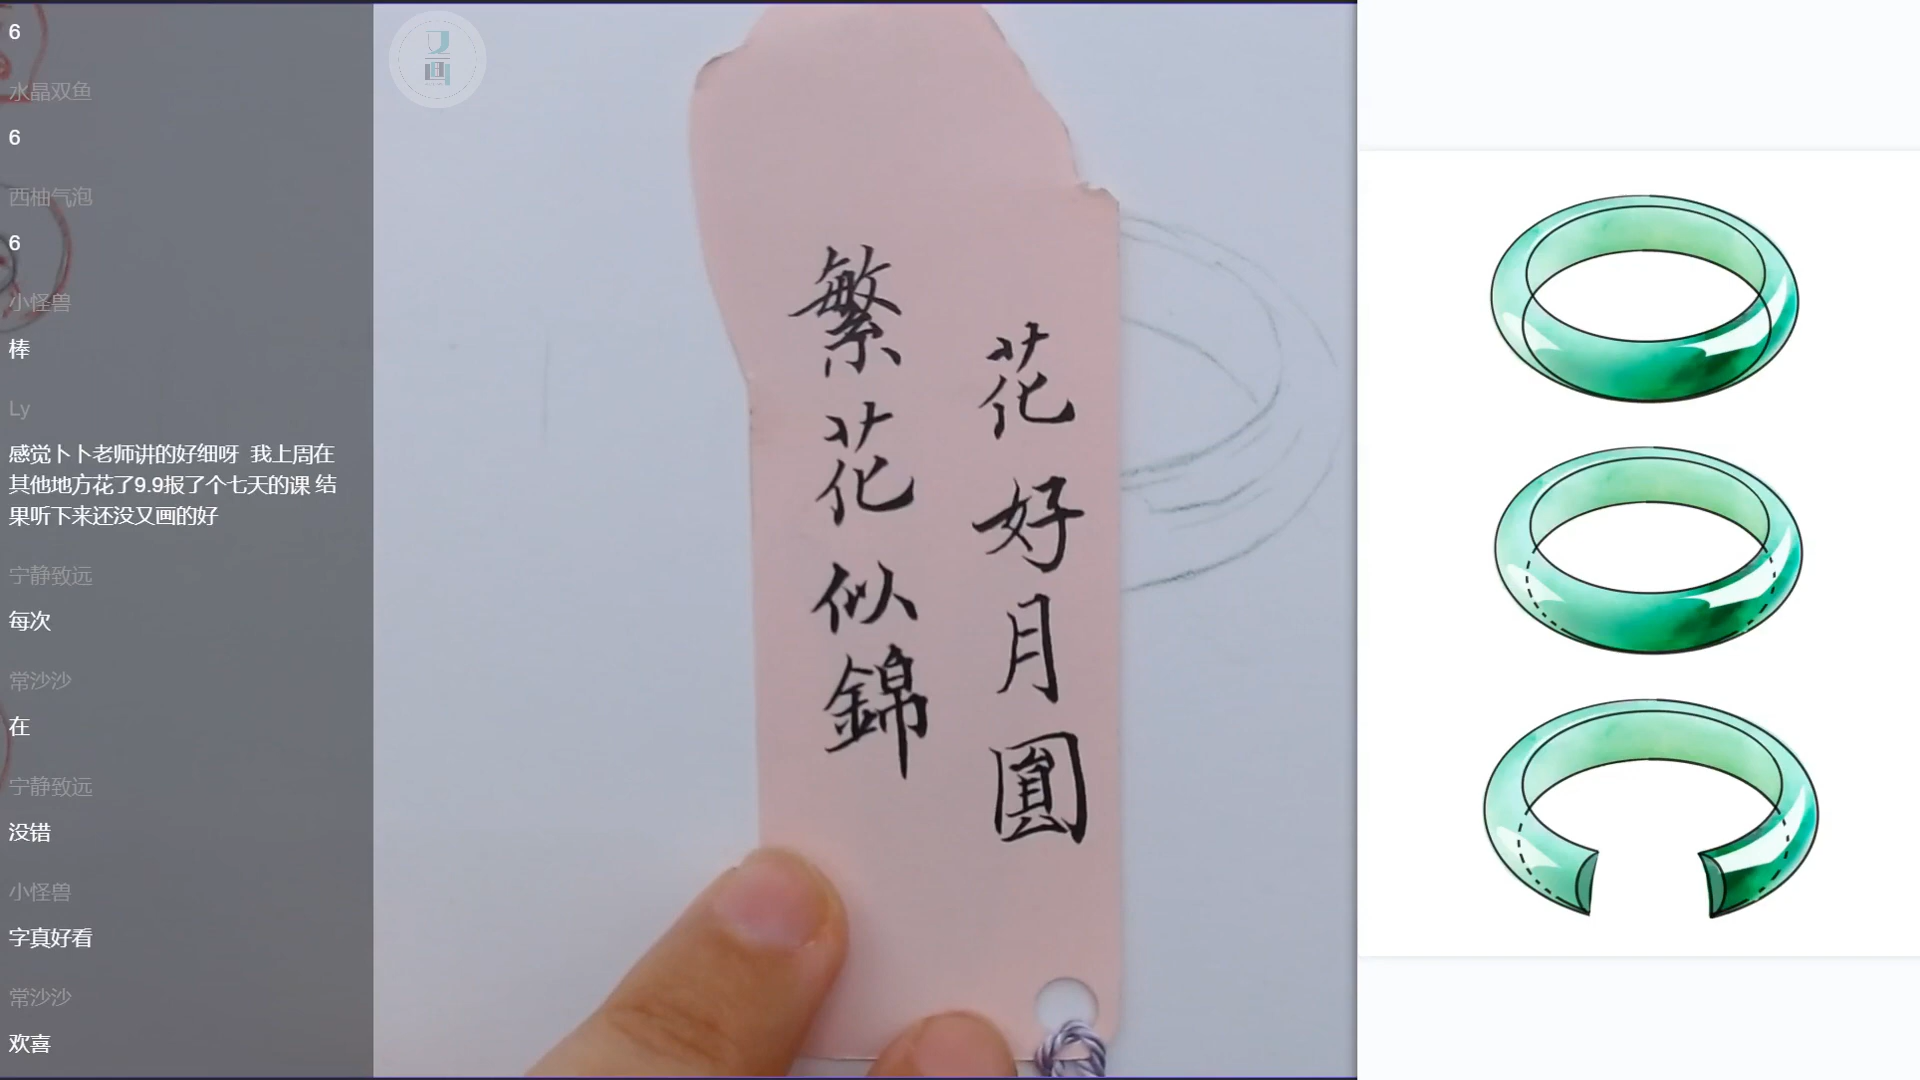 6
水晶双鱼
6
西柚气泡
6
小怪兽
棒
Ly
感觉卜卜老师讲的好细呀 我上周在
其他地方花了9.9报了个七天的课 结
果听下来还没又画的好
宁静致远
每次
常沙沙
在
宁静致远
没错
小怪兽
字真好看
常沙沙
欢喜
又画
花好月圓
繁花似錦